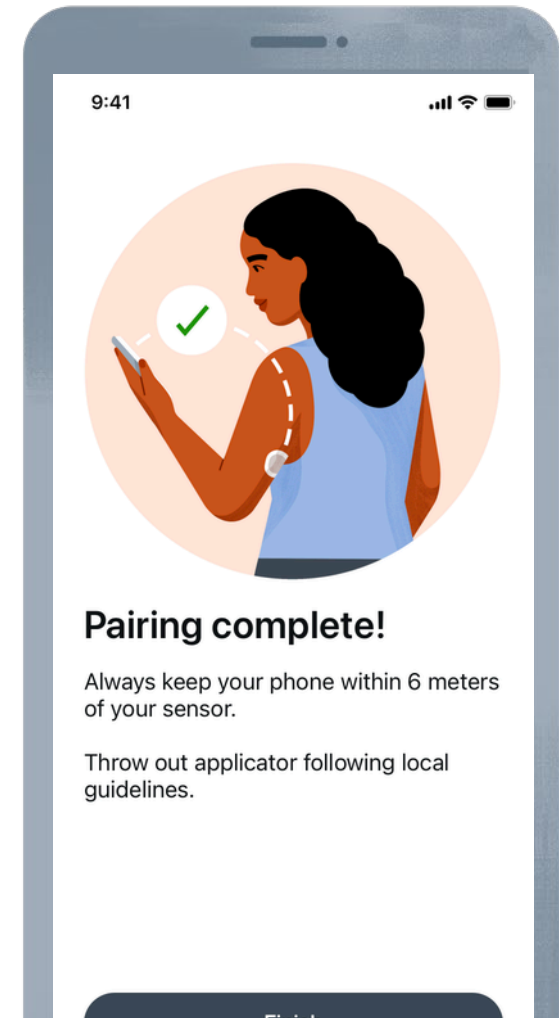 9:41
Pairing complete!
Always keep your phone within 6 meters
of your sensor.
Throw out applicator following local
guidelines.